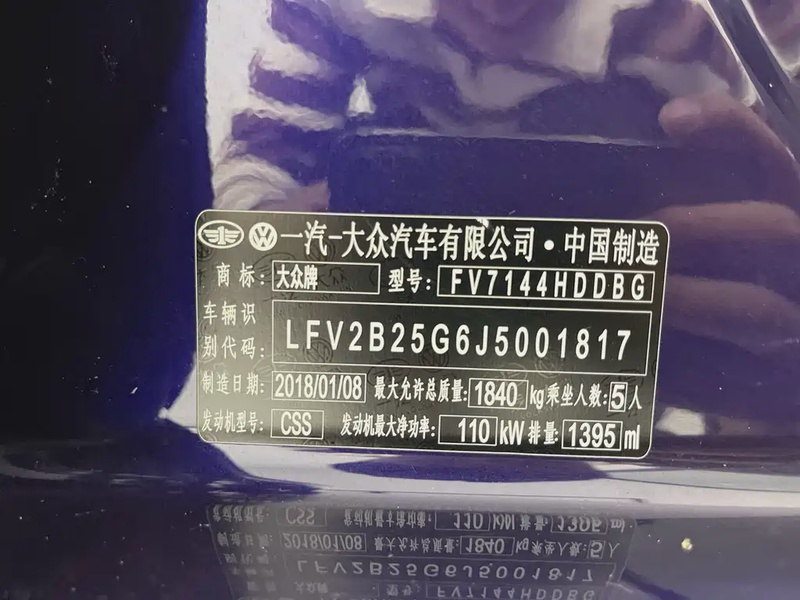 一汽-大众汽车有限公司·中国制造
商标: 大众牌 型号: FV7144HDDBG
车辆识别代码: LFV2B25G6J5001817
制造日期: 2018/01/08 最大允许总质量: 1840 kg 乘坐人数: 5 人
发动机型号: CSS 发动机最大净功率: 110 kW 排量: 1395 ml